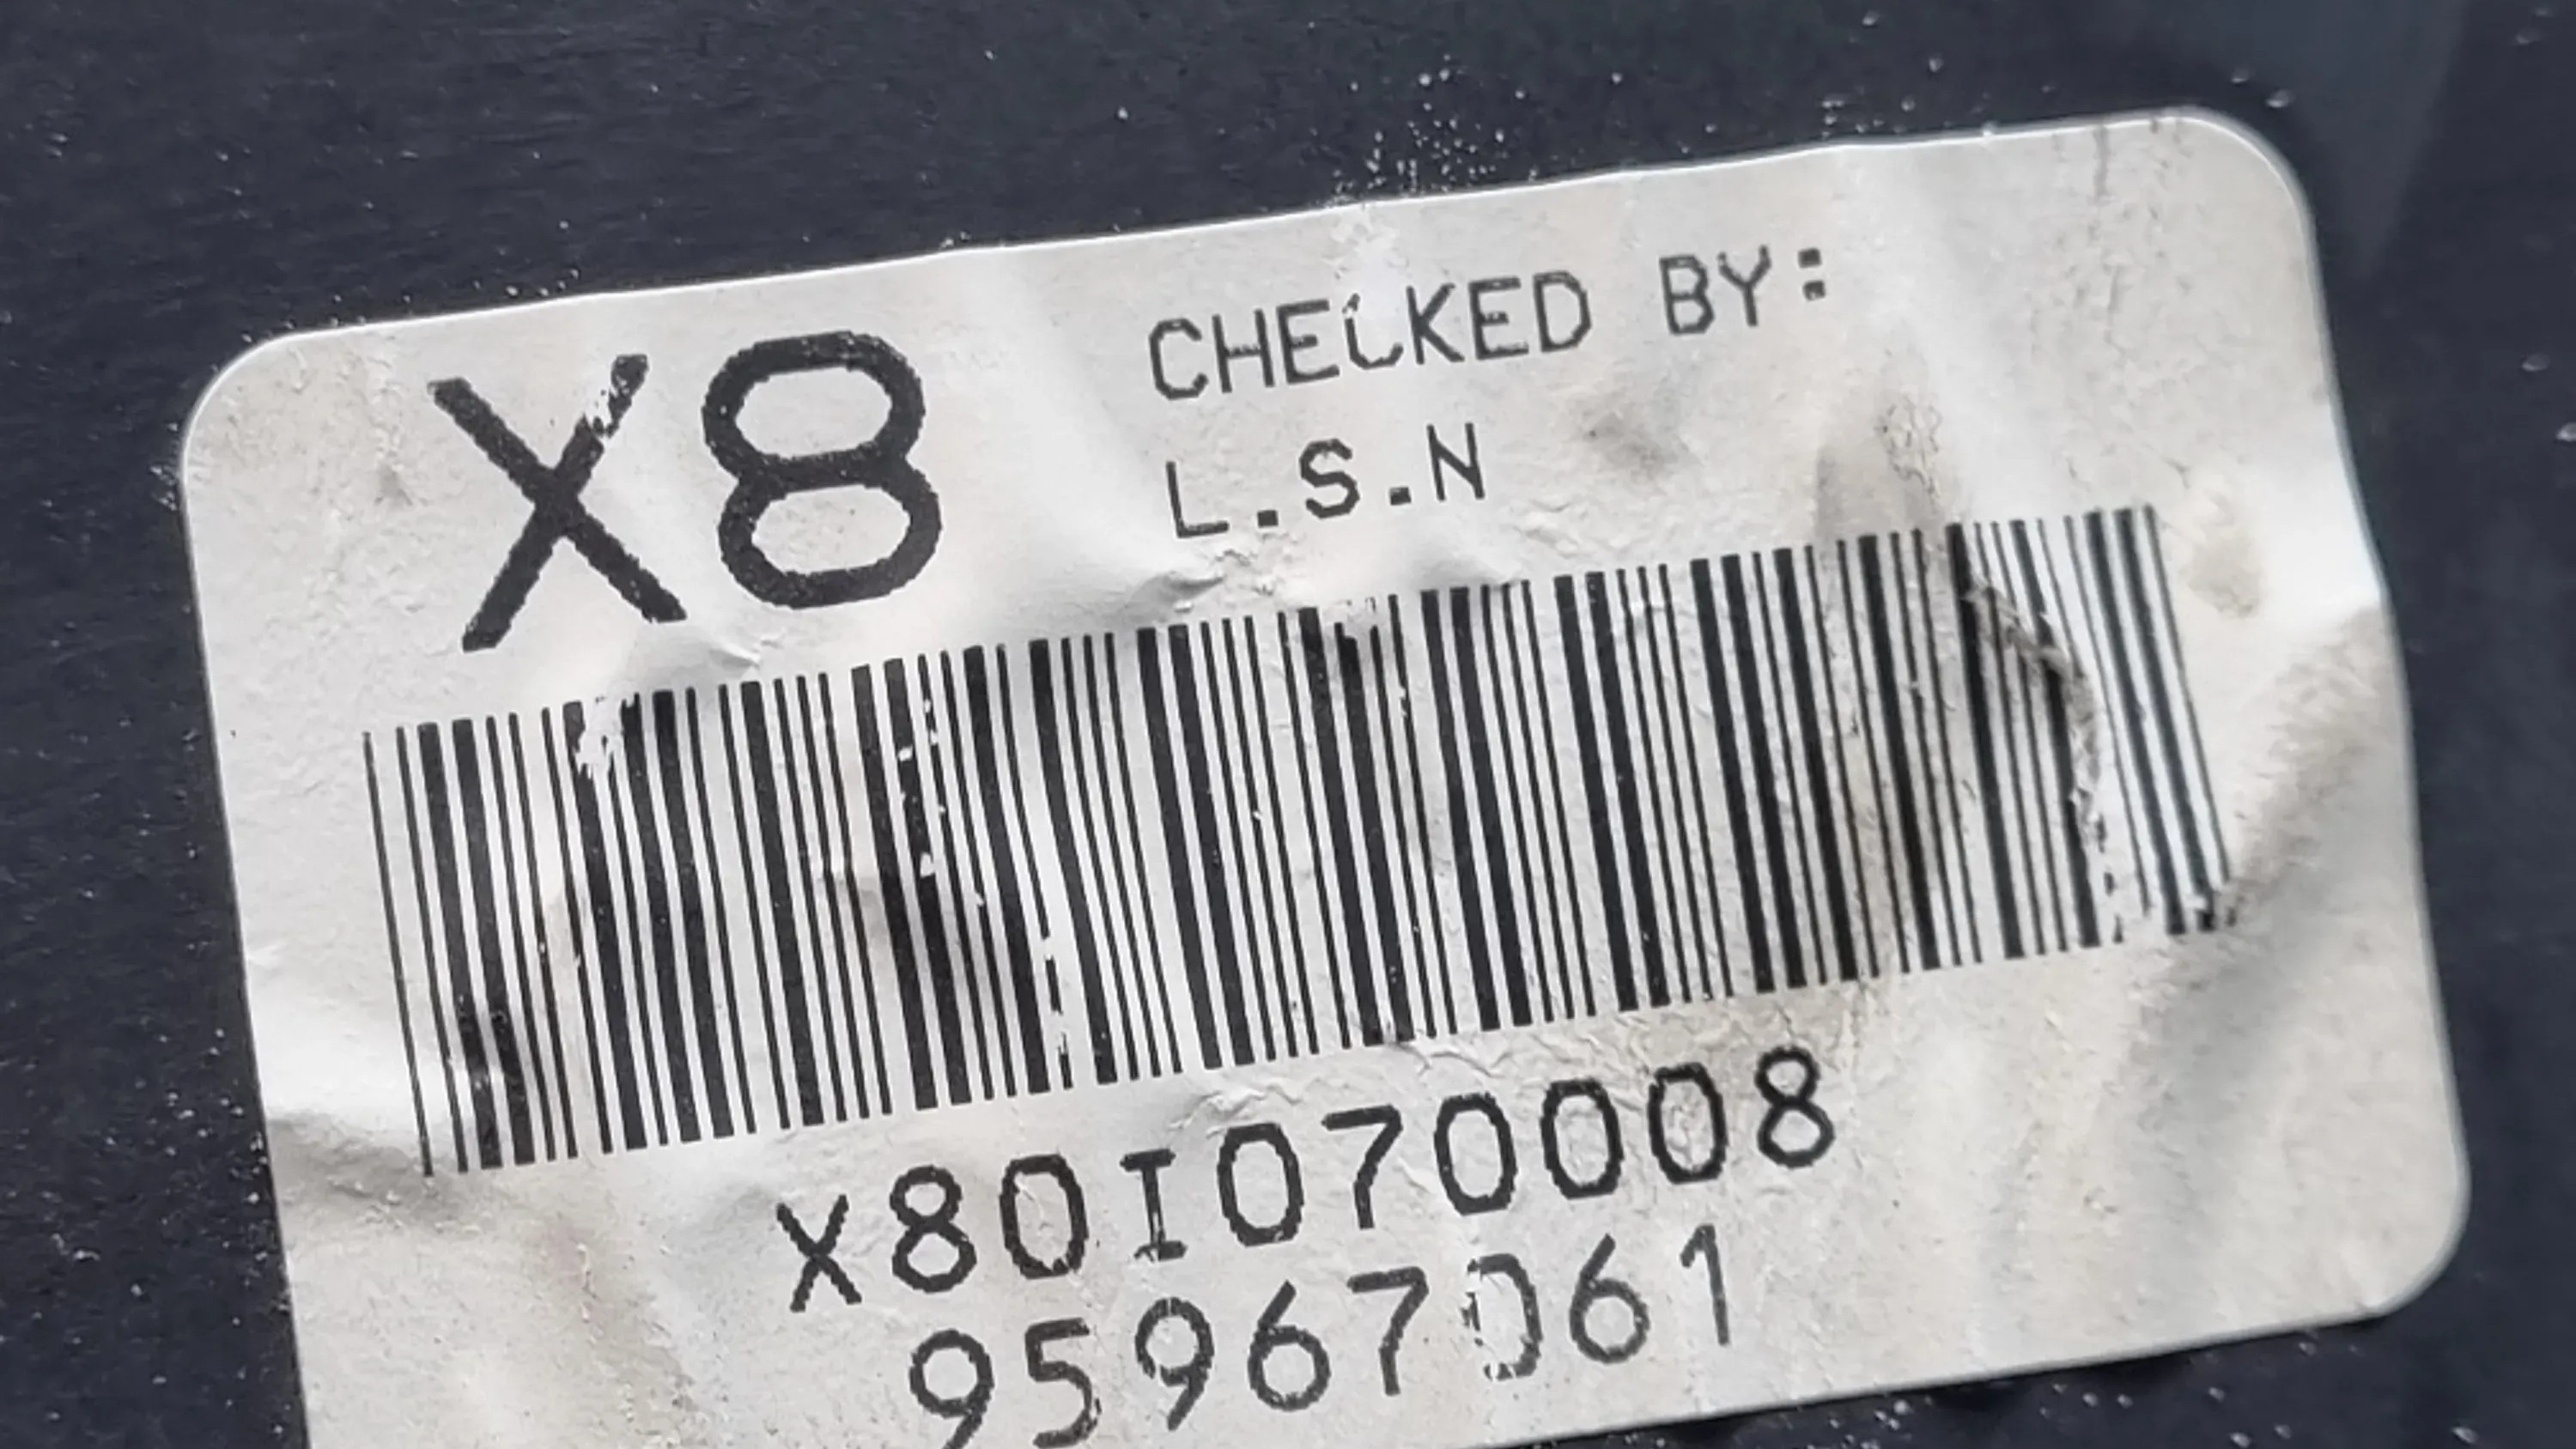 X8
CHECKED BY:
L.S.N
X80I070008
95967061